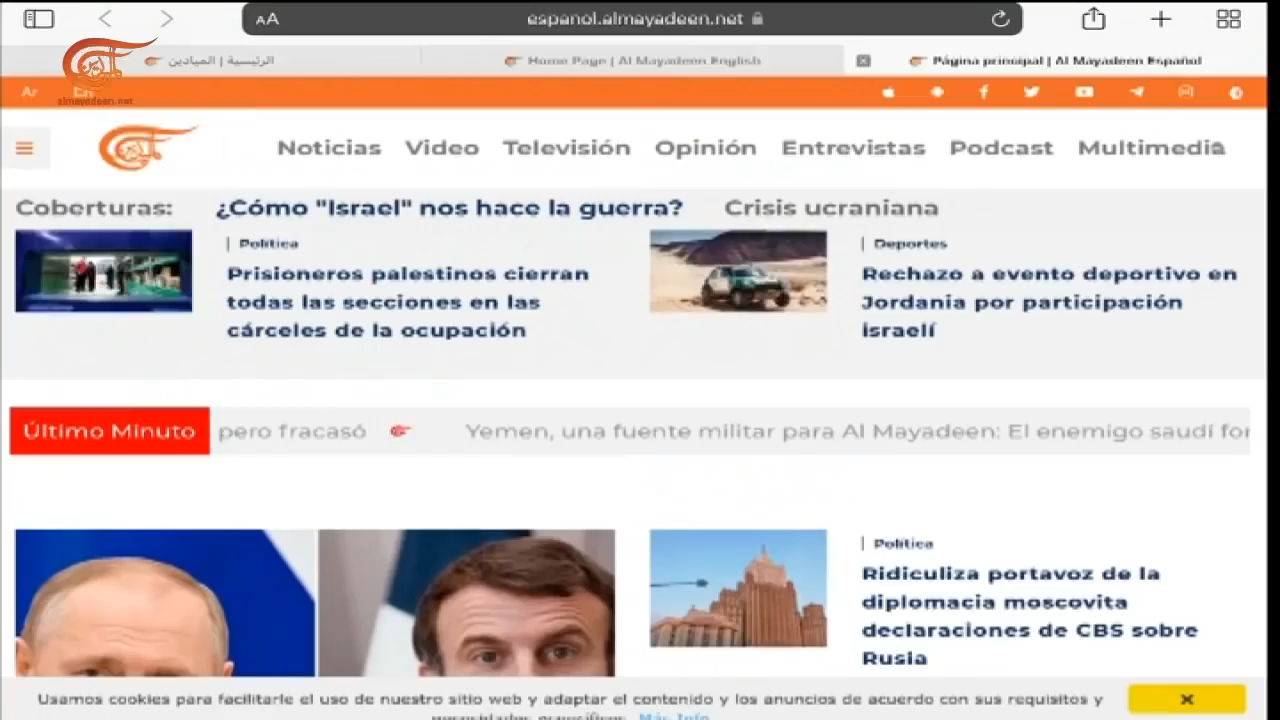 AA
espanol.almayadeen.net
الرئيسية | الميادين
Home Page | Al Mayadeen English
Página principal | Al Mayadeen Español
Ar
En
almayadeen.net
Noticias Video Televisión Opinión Entrevistas Podcast Multimedia
Coberturas: ¿Cómo "Israel" nos hace la guerra? Crisis ucraniana
| Política
Prisioneros palestinos cierran
todas las secciones en las
cárceles de la ocupación
| Deportes
Rechazo a evento deportivo en
Jordania por participación
israelí
Último Minuto
pero fracasó
Yemen, una fuente militar para Al Mayadeen: El enemigo saudí for
| Política
Ridiculiza portavoz de la
diplomacia moscovita
declaraciones de CBS sobre
Rusia
Usamos cookies para facilitarle el uso de nuestro sitio web y adaptar el contenido y los anuncios de acuerdo con sus requisitos y
Más Info